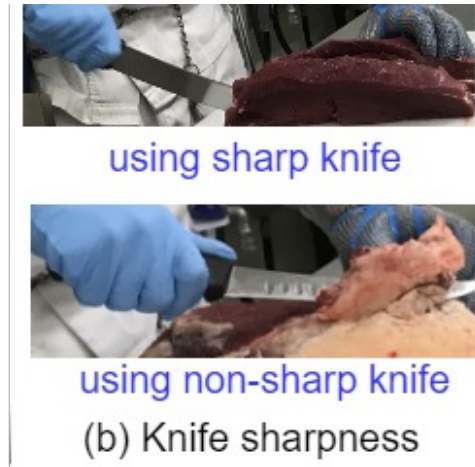 using sharp knife
using non-sharp knife
(b) Knife sharpness